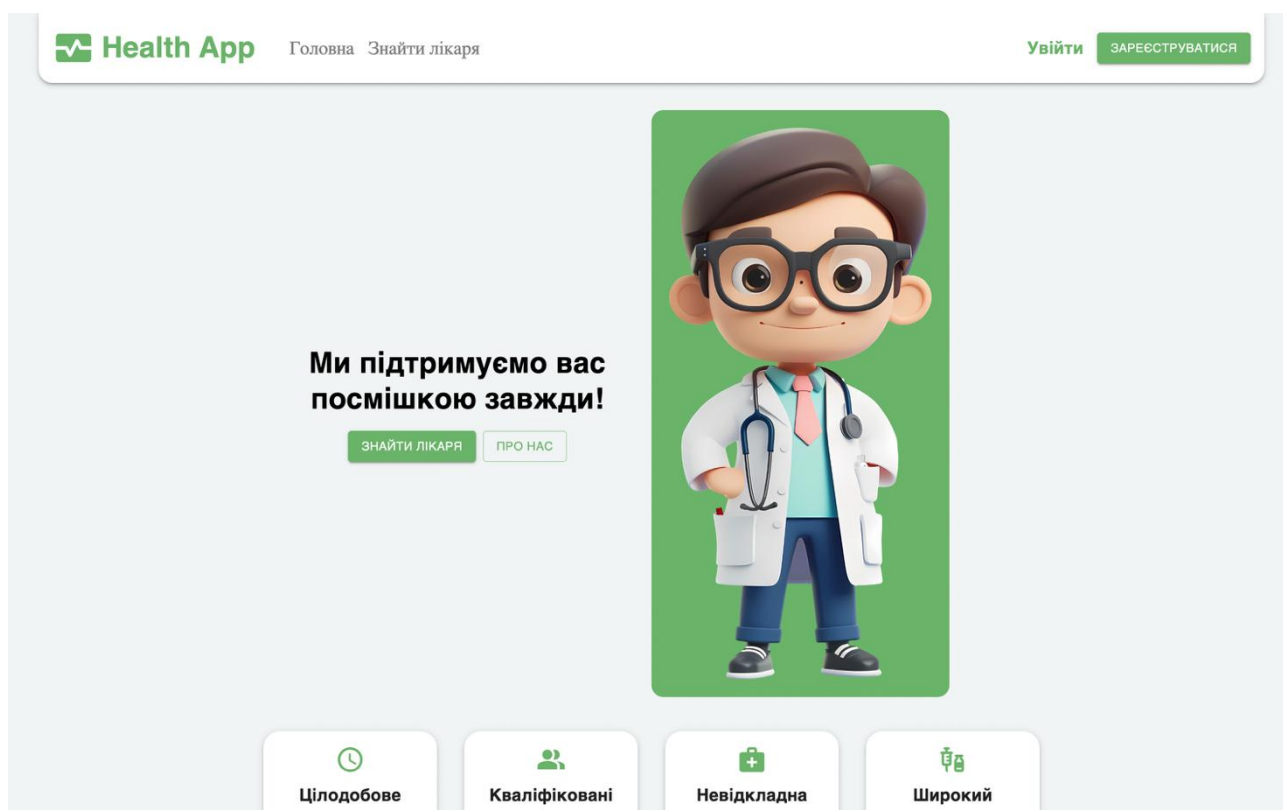 Health App Головна Знайти лікаря Увійти ЗАРЕЄСТРУВАТИСЯ
Ми підтримуємо вас
посмішкою завжди!
ЗНАЙТИ ЛІКАРЯ ПРО НАС
Цілодобове Кваліфіковані Невідкладна Широкий